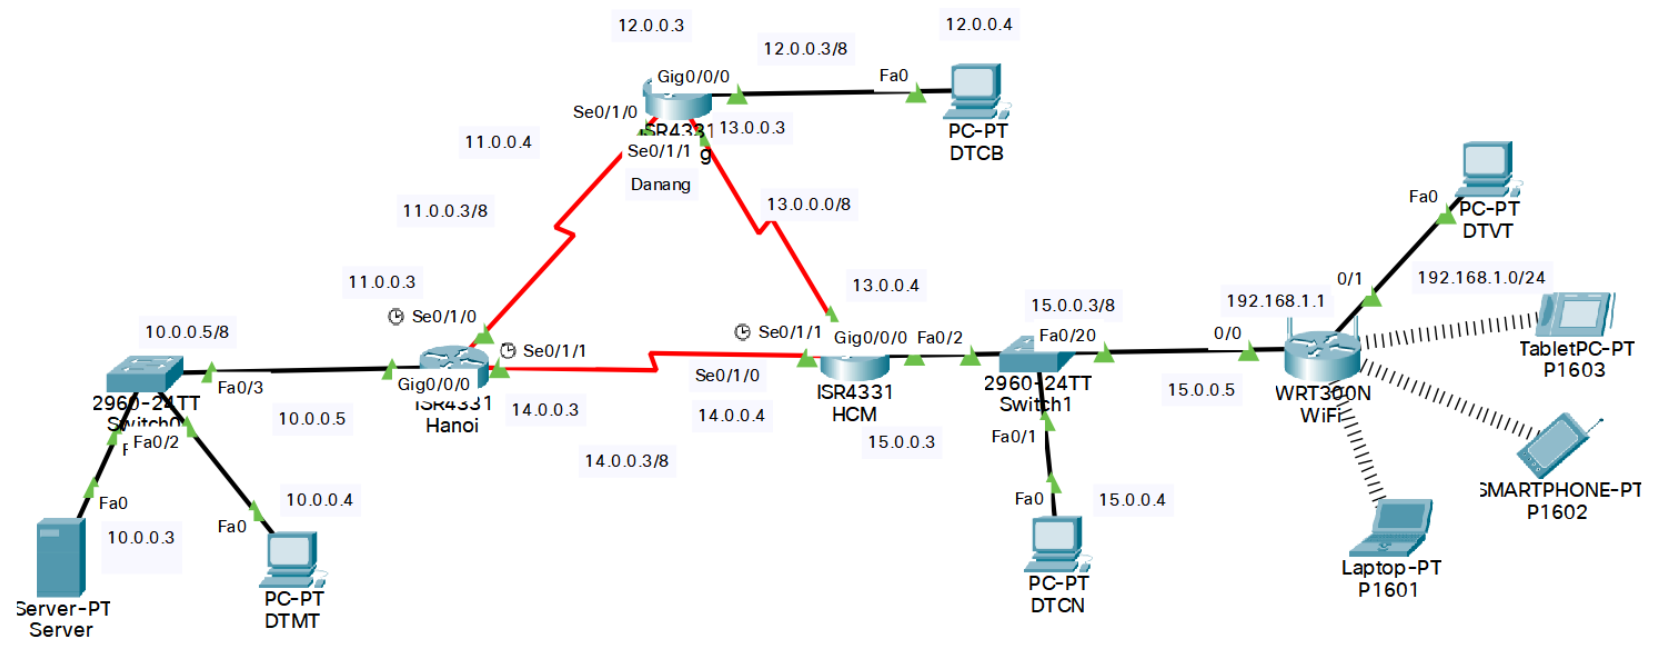 12.0.0.3
12.0.0.4
12.0.0.3/8
Gig0/0/0
Fa0
Se0/1/0
ISR4331
g
13.0.0.3
PC-PT
DTCB
11.0.0.4
Se0/1/1
Danang
Fa0
PC-PT
DTVT
11.0.0.3/8
13.0.0.0/8
11.0.0.3
13.0.0.4
0/1
192.168.1.0/24
15.0.0.3/8
192.168.1.1
Se0/1/0
10.0.0.5/8
Se0/1/1
Se0/1/1
Gig0/0/0
Fa0/2
Fa0/20
0/0
TabletPC-PT
P1603
Fa0/3
Gig0/0/0
ISR4331
Hanoi
Se0/1/0
ISR4331
HCM
2960-24TT
Switch1
15.0.0.5
WRT300N
WiFi
2960-24TT
Switch0
10.0.0.5
14.0.0.3
14.0.0.4
15.0.0.3
Fa0/1
F
Fa0/2
14.0.0.3/8
Fa0
10.0.0.4
Fa0
15.0.0.4
SMARTPHONE-PT
P1602
Fa0
10.0.0.3
Laptop-PT
P1601
PC-PT
DTCN
PC-PT
DTMT
Server-PT
Server